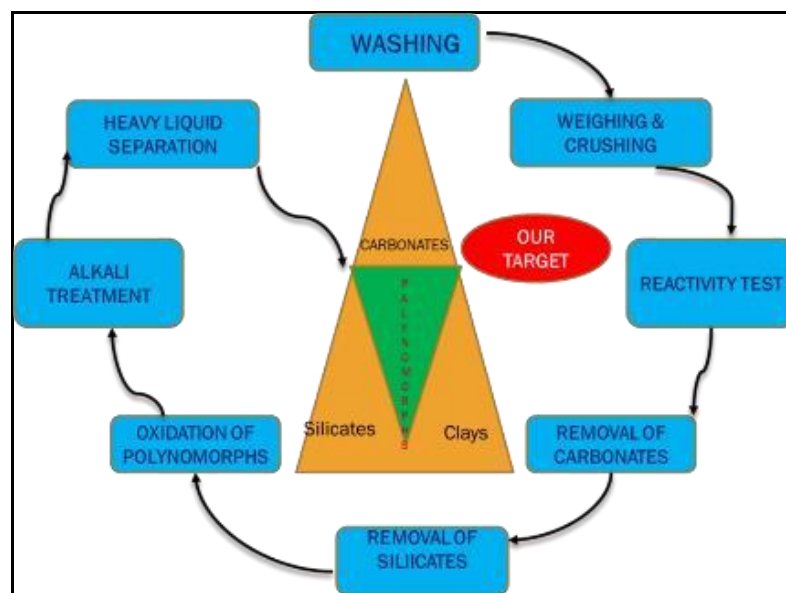 WASHING
WEIGHING &
CRUSHING
REACTIVITY TEST
REMOVAL OF
CARBONATES
REMOVAL OF
SILIICATES
OXIDATION OF
POLYNOMORPHS
ALKALI
TREATMENT
HEAVY LIQUID
SEPARATION
CARBONATES
OUR
TARGET
PALYNOMORPHS
Silicates
Clays